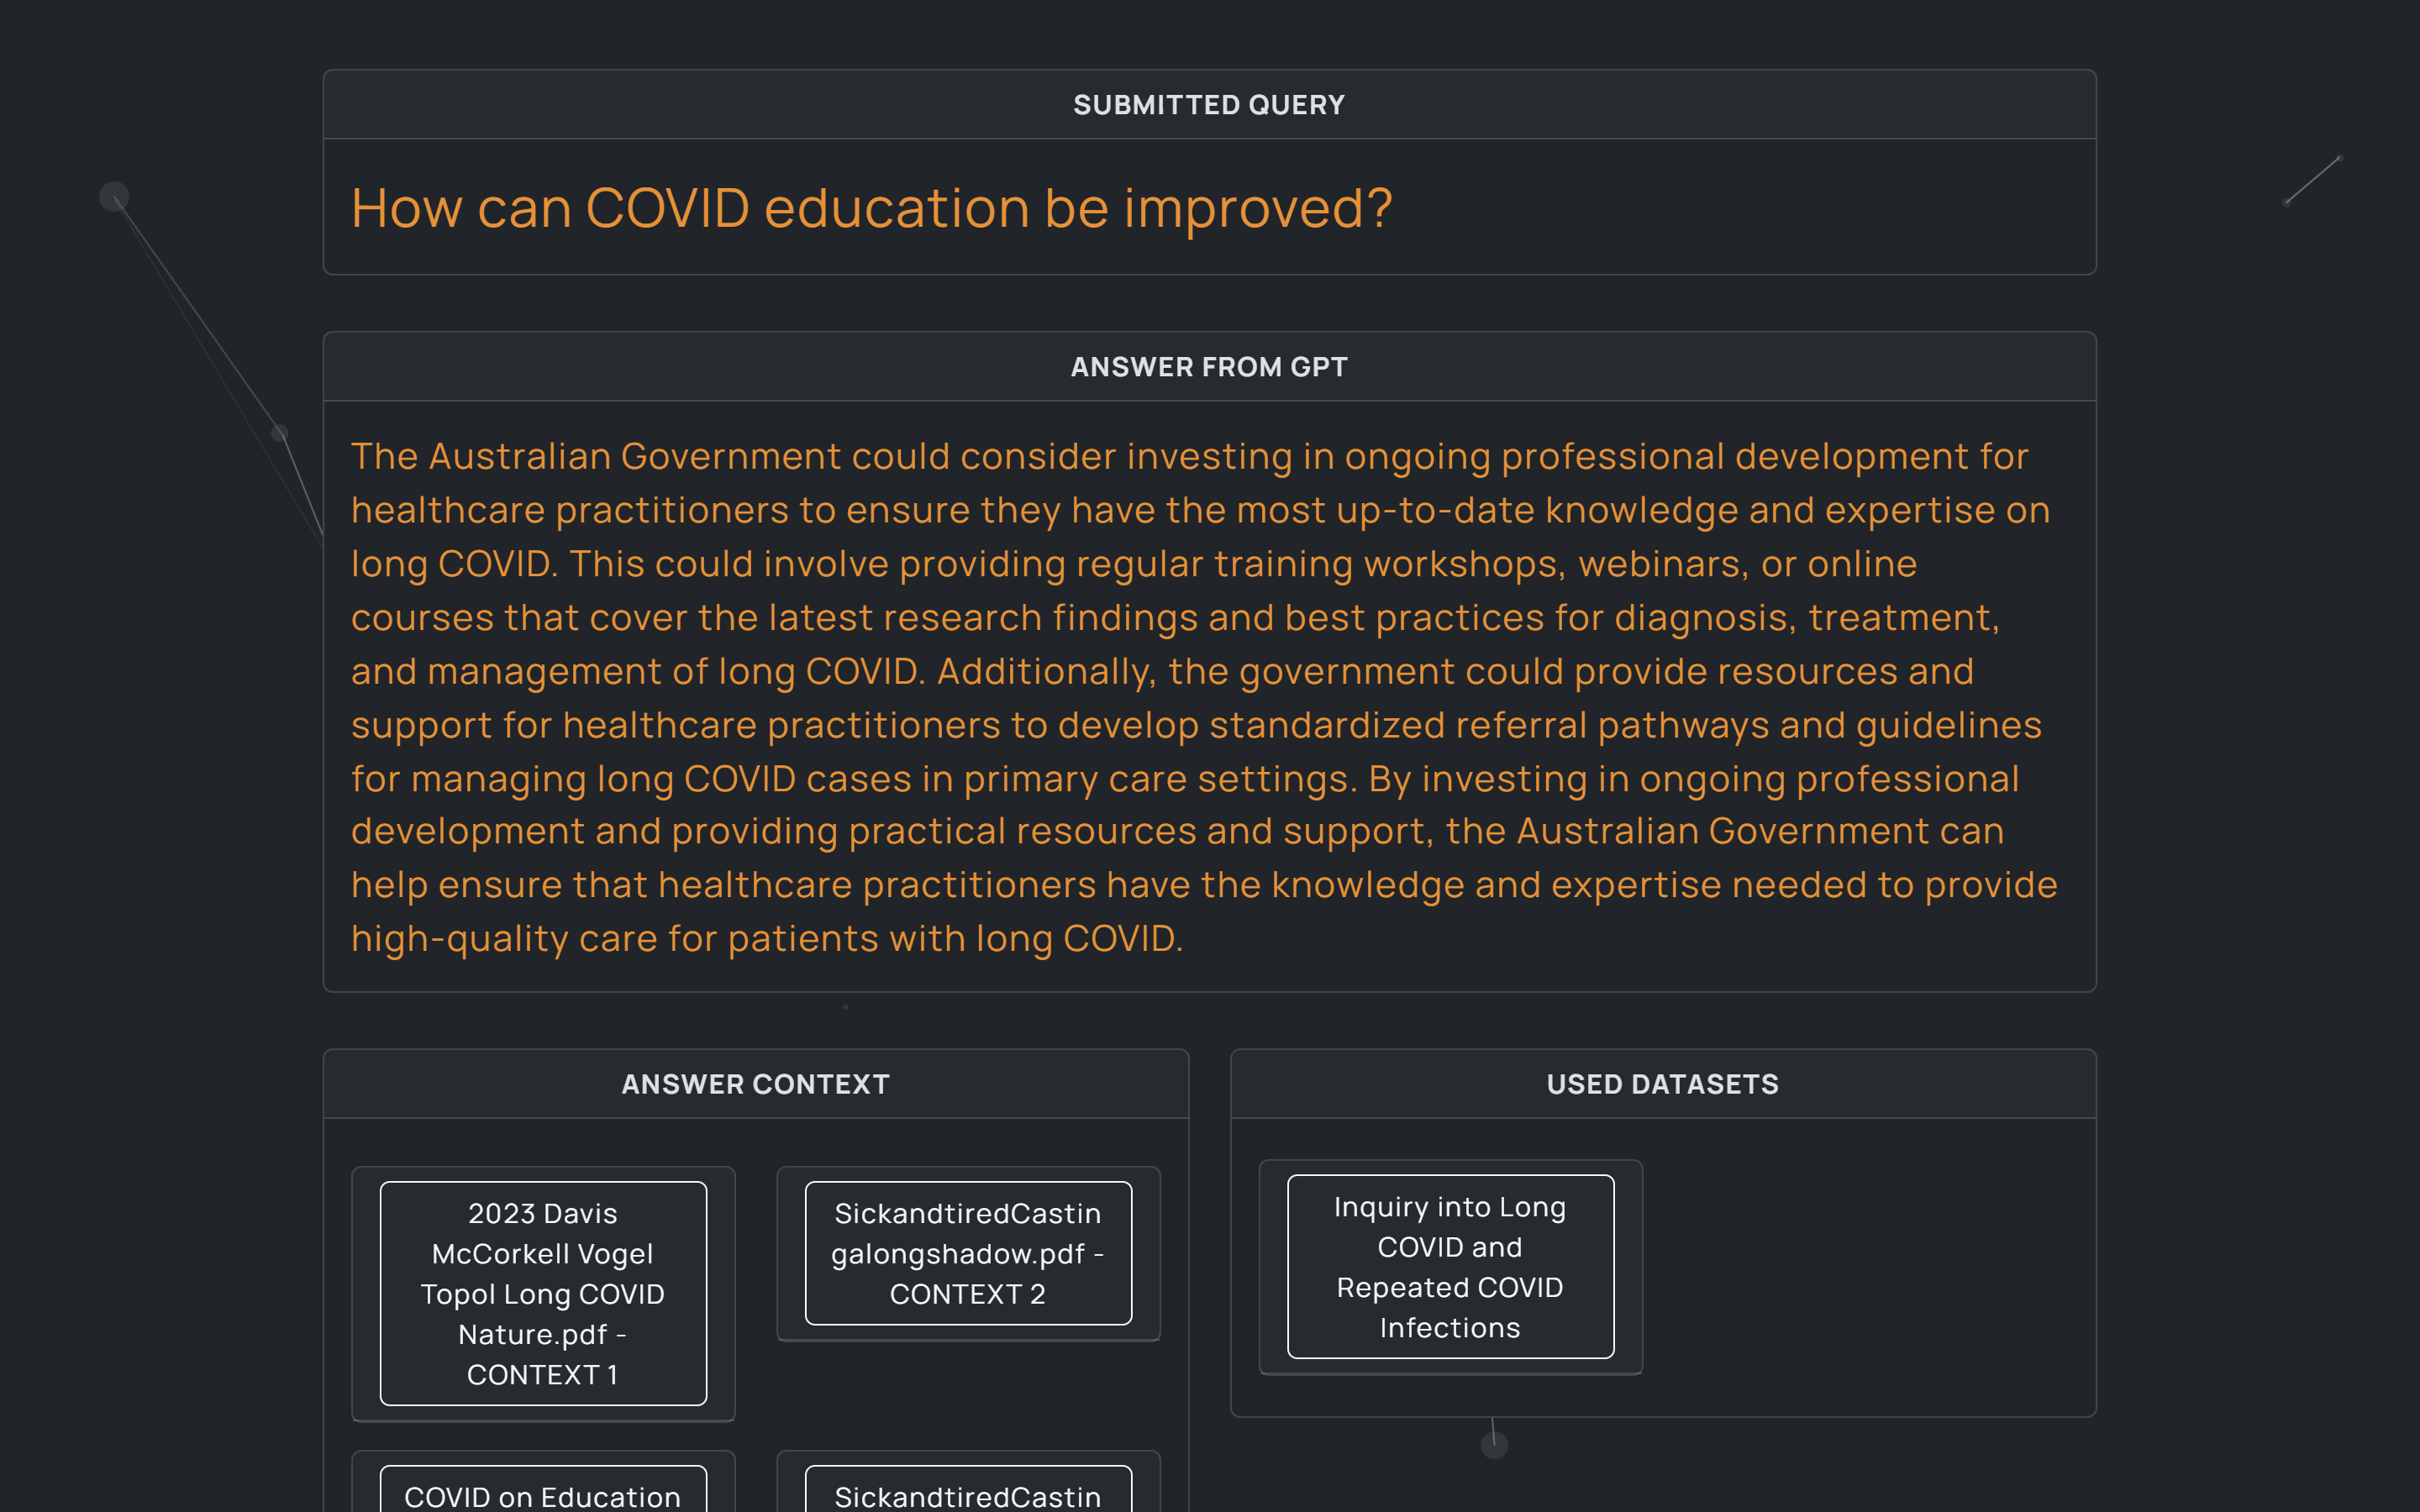 SUBMITTED QUERY
How can COVID education be improved?
ANSWER FROM GPT
The Australian Government could consider investing in ongoing professional development for
healthcare practitioners to ensure they have the most up-to-date knowledge and expertise on
long COVID. This could involve providing regular training workshops, webinars, or online
courses that cover the latest research findings and best practices for diagnosis, treatment,
and management of long COVID. Additionally, the government could provide resources and
support for healthcare practitioners to develop standardized referral pathways and guidelines
for managing long COVID cases in primary care settings. By investing in ongoing professional
development and providing practical resources and support, the Australian Government can
help ensure that healthcare practitioners have the knowledge and expertise needed to provide
high-quality care for patients with long COVID.
ANSWER CONTEXT
2023 Davis
McCorkell Vogel
Topol Long COVID
Nature.pdf -
CONTEXT 1
SickandtiredCastin
galongshadow.pdf -
CONTEXT 2
COVID on Education
SickandtiredCastin
USED DATASETS
Inquiry into Long
COVID and
Repeated COVID
Infections